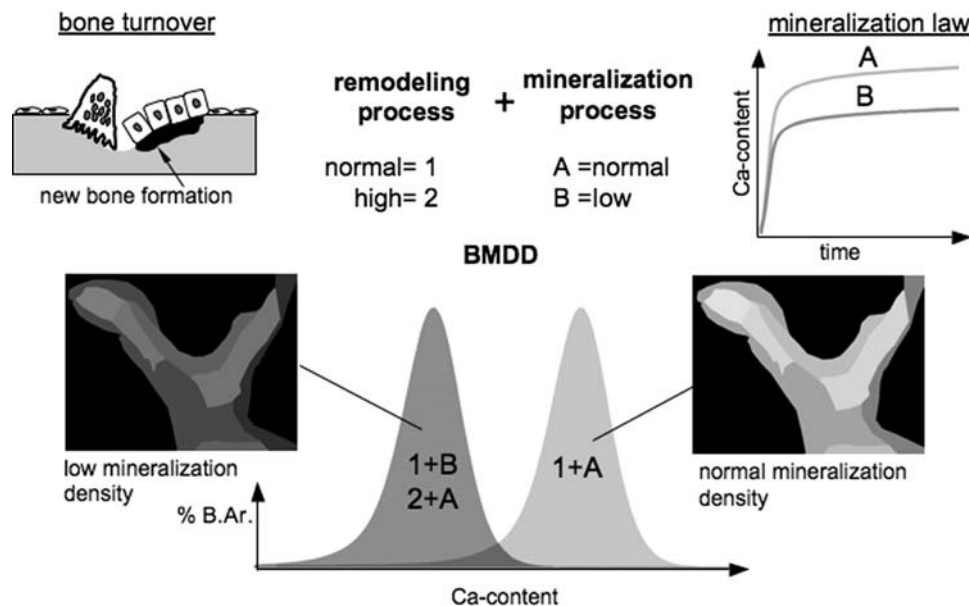 bone turnover
new bone formation
remodeling
process
+
mineralization
process
normal= 1
high= 2
A =normal
B =low
mineralization law
A
B
Ca-content
time
BMDD
low mineralization
density
1+B
2+A
1+A
normal mineralization
density
% B.Ar.
Ca-content